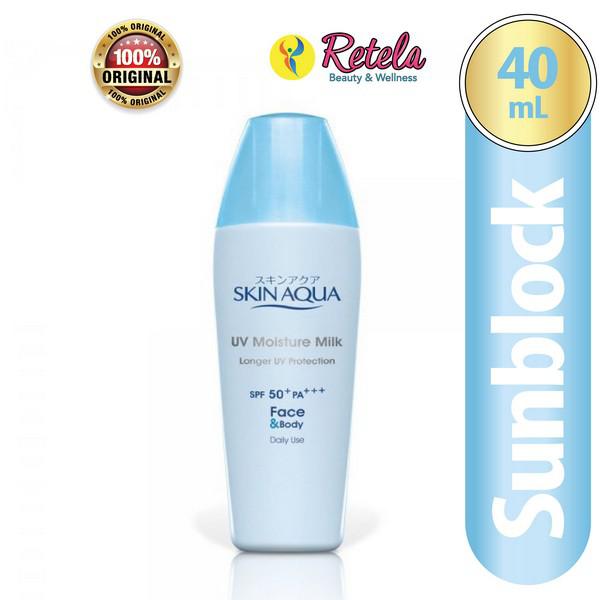 100% ORIGINAL
100%
ORIGINAL
100% ORIGINAL
Retela
Beauty & Wellness
40
mL
Sunblock
スキンアクア
SKIN AQUA
UV Moisture Milk
Longer UV Protection
SPF 50+ PA+++
Face
&Body
Daily Use